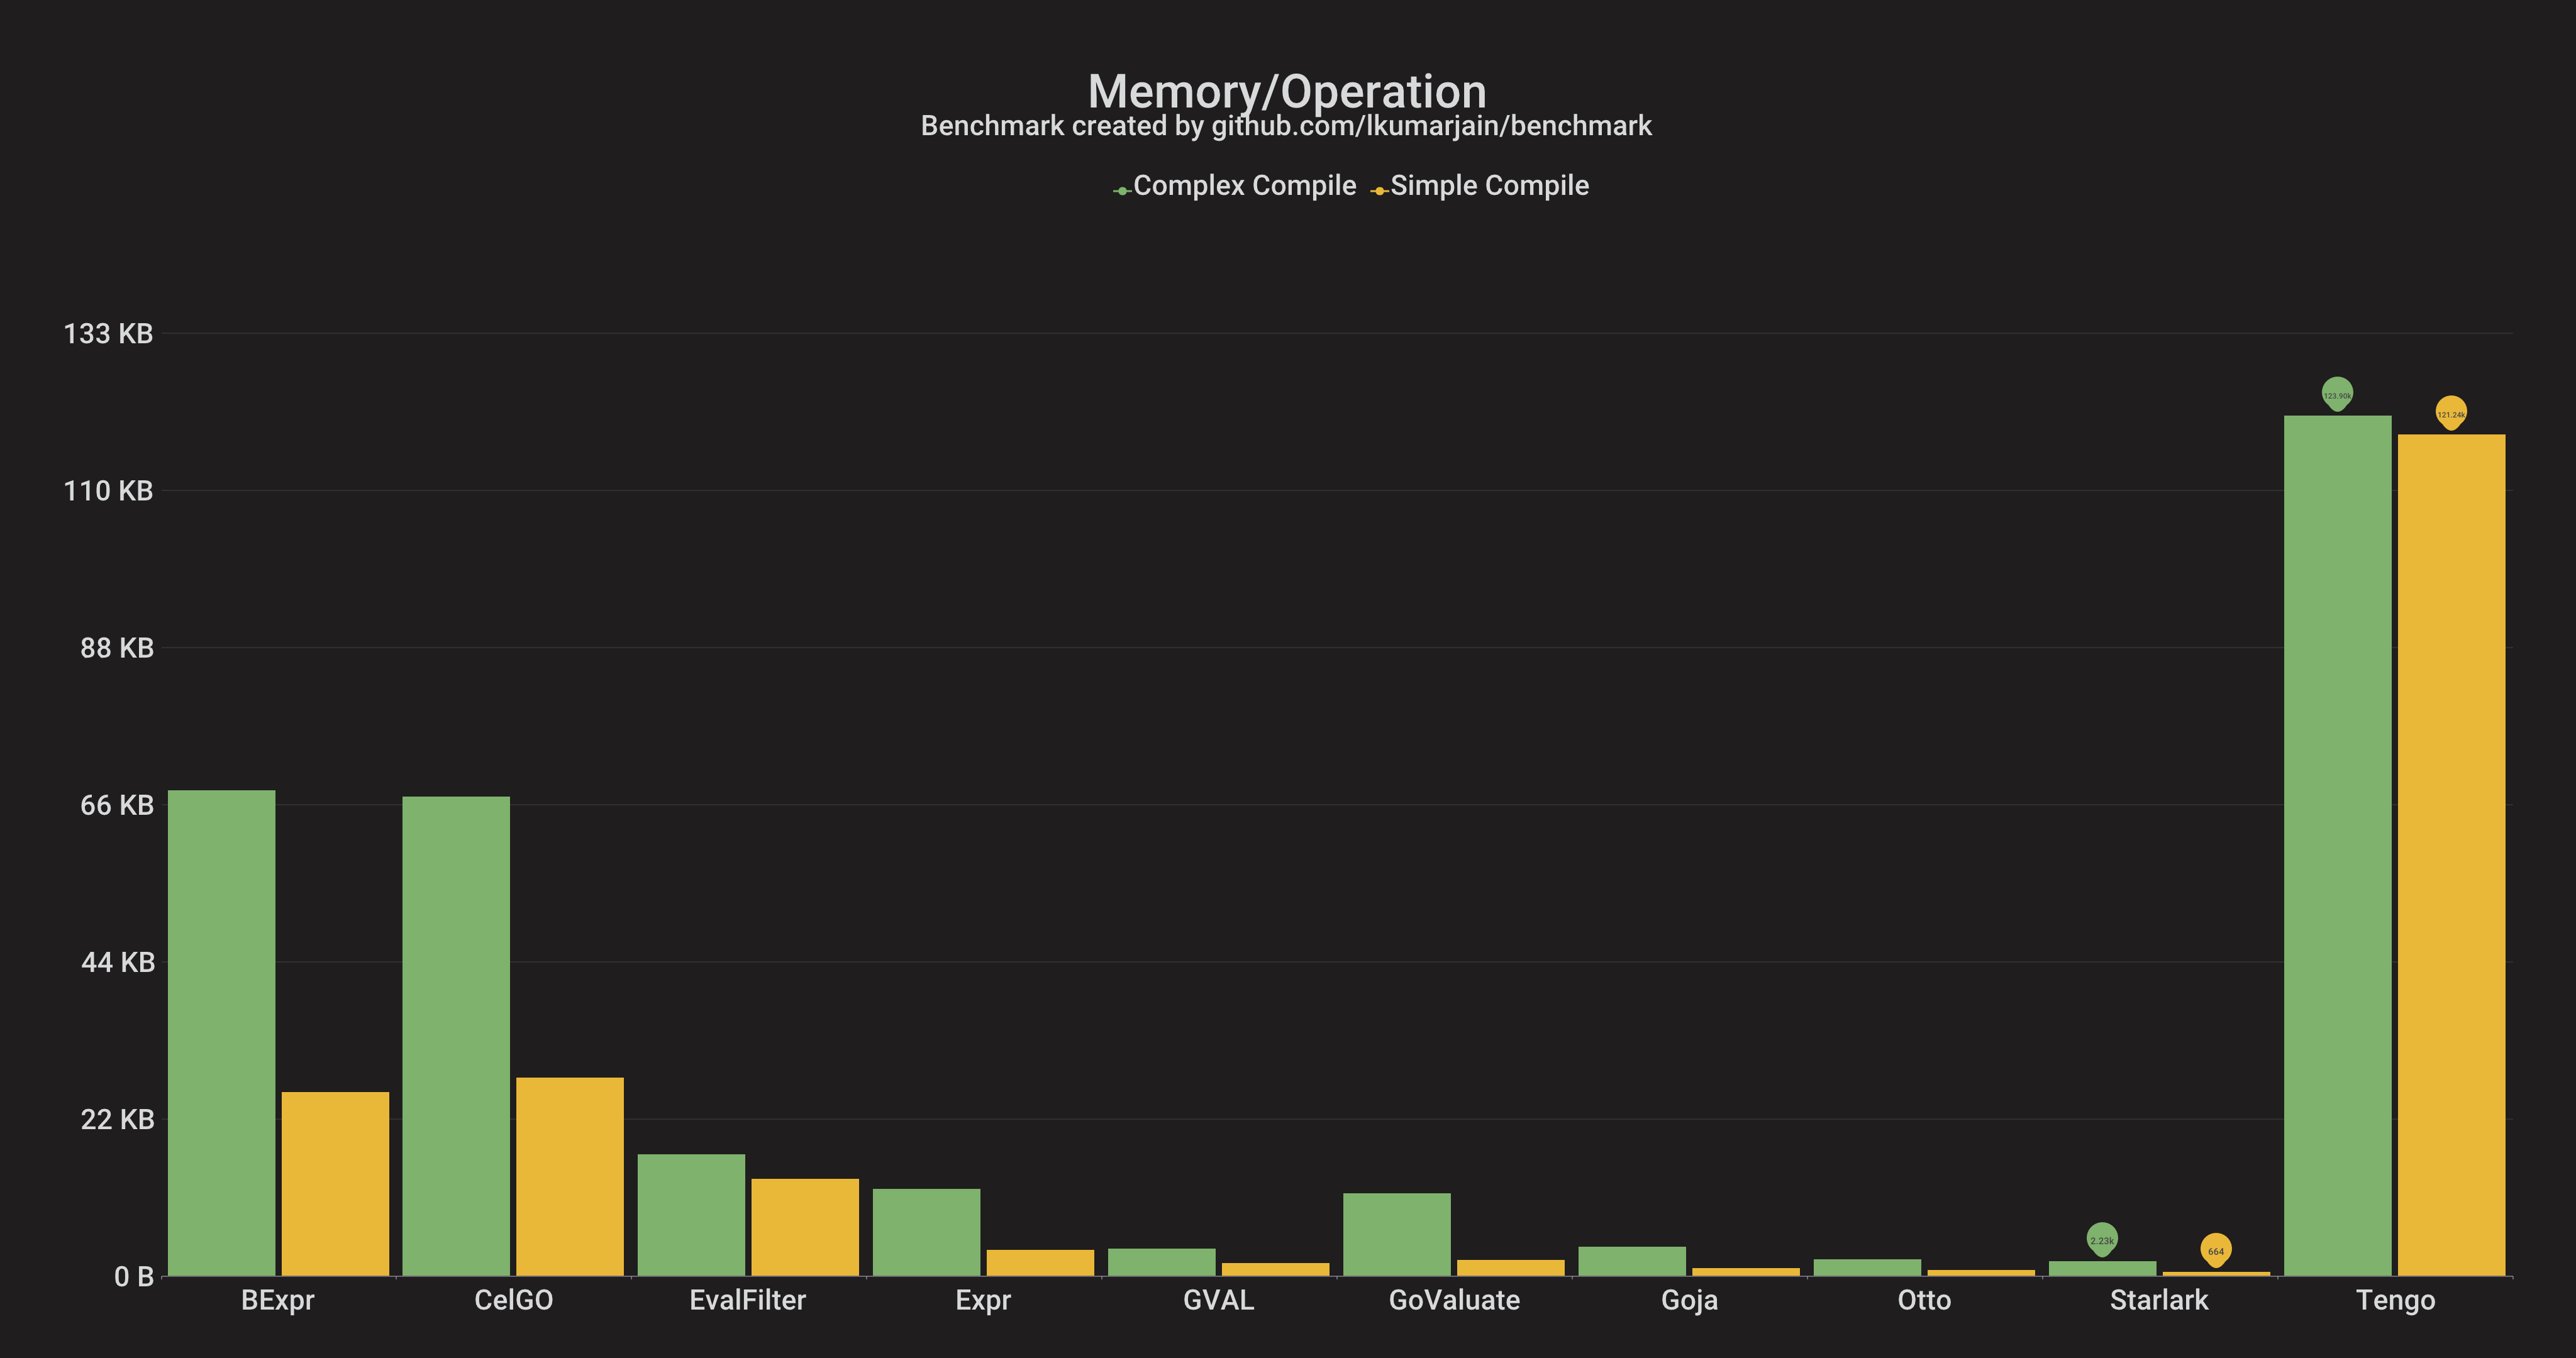 Memory/Operation
Benchmark created by github.com/lkumarjain/benchmark
Complex Compile Simple Compile
133 KB
123.90k
121.24k
110 KB
88 KB
66 KB
44 KB
22 KB
2.23k
664
0 B
BExpr CelGO EvalFilter Expr GVAL GoValuate Goja Otto Starlark Tengo